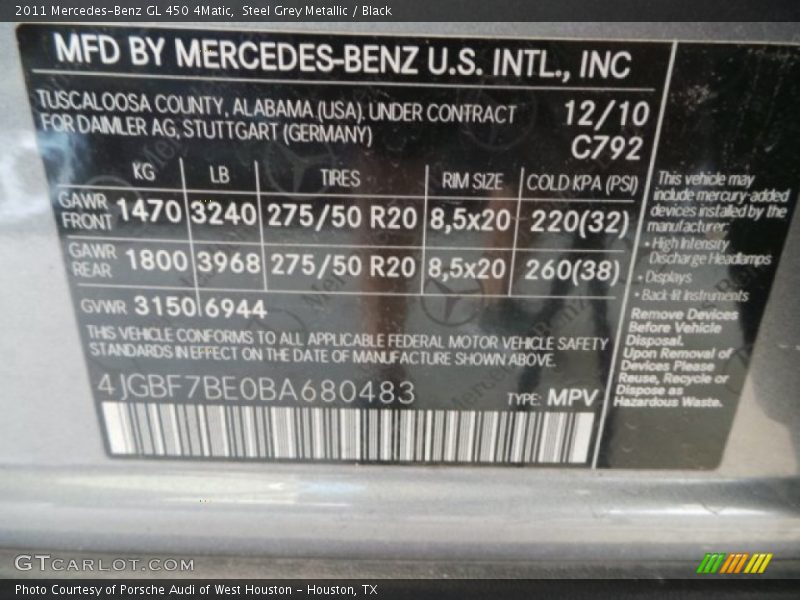 2011 Mercedes-Benz GL 450 4Matic, Steel Grey Metallic / Black
MFD BY MERCEDES-BENZ U.S. INTL., INC
TUSCALOOSA COUNTY, ALABAMA (USA). UNDER CONTRACT
FOR DAIMLER AG, STUTTGART (GERMANY)
12/10
C792
KG LB TIRES RIM SIZE COLD KPA (PSI)
GAWR FRONT 1470 3240 275/50 R20 8,5x20 220(32)
GAWR REAR 1800 3968 275/50 R20 8,5x20 260(38)
GVWR 3150 6944
THIS VEHICLE CONFORMS TO ALL APPLICABLE FEDERAL MOTOR VEHICLE SAFETY
STANDARDS IN EFFECT ON THE DATE OF MANUFACTURE SHOWN ABOVE.
4JGBF7BE0BA680483
TYPE: MPV
This vehicle may
include mercury-added
devices installed by the
manufacturer:
• High Intensity
Discharge Headlamps
• Displays
• Back-lit Instruments
Remove Devices
Before Vehicle
Disposal.
Upon Removal of
Devices Please
Reuse, Recycle or
Dispose as
Hazardous Waste.
GTCARLOT.COM
Photo Courtesy of Porsche Audi of West Houston - Houston, TX